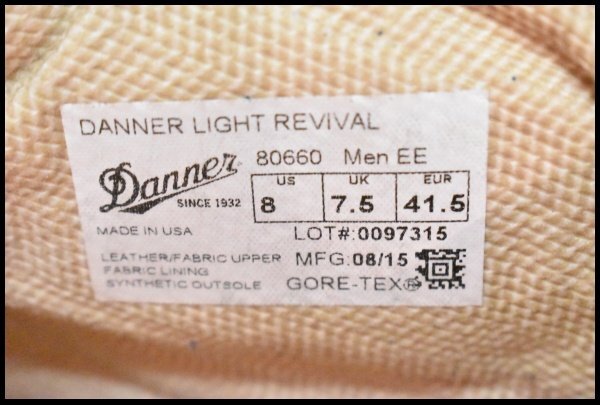 DANNER LIGHT REVIVAL
Danner
SINCE 1932
80660 Men EE
US UK EUR
8 7.5 41.5
MADE IN USA
LOT#:0097315
LEATHER/FABRIC UPPER
FABRIC LINING
SYNTHETIC OUTSOLE
MFG:08/15
GORE-TEX®